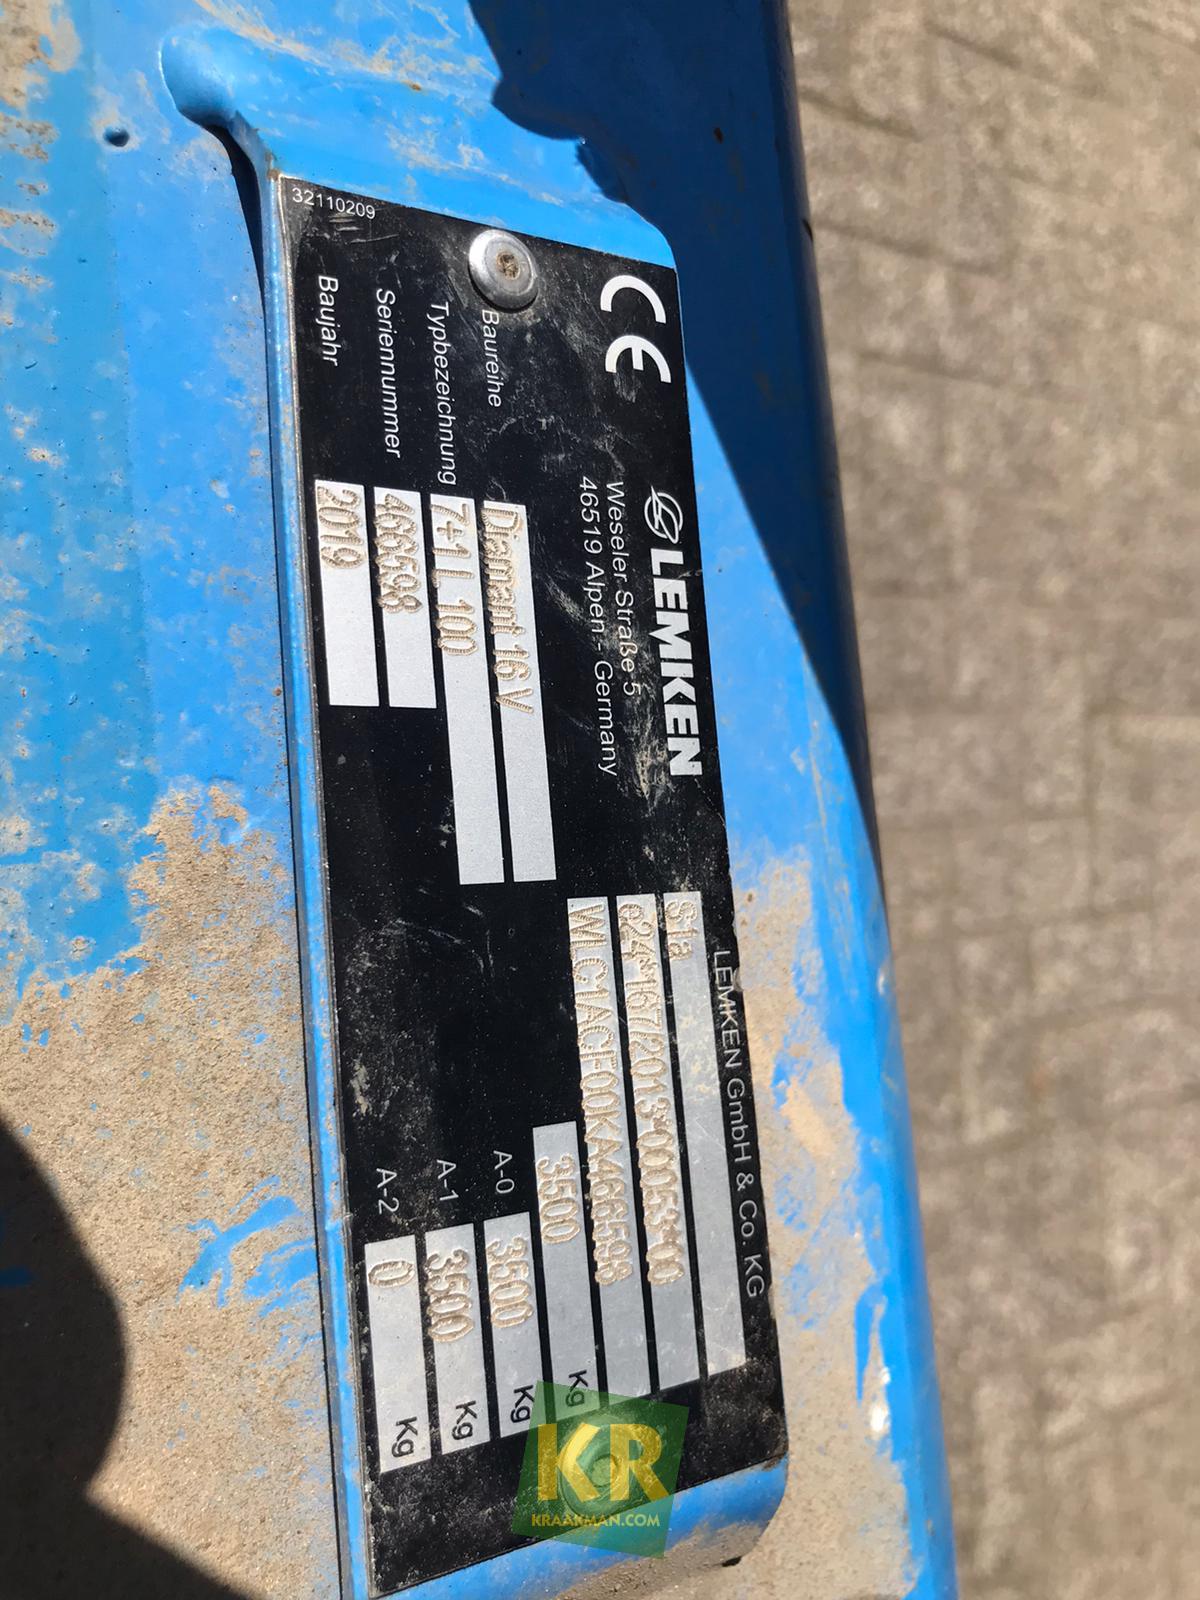 32110209
CE
LEMKEN
Weseler Straße 5
46519 Alpen - Germany
Baureihe Diamant 16 V
Typbezeichnung 7+1 L 100
Seriennummer 466598
Baujahr 2019
LEMKEN GmbH & Co. KG
S1a
e24*167/2013*00053*00
WLC1ACF00KA466598
3500 Kg
A-0 3500 Kg
A-1 3500 Kg
A-2 0 Kg
KR
KRAAKMAN.COM